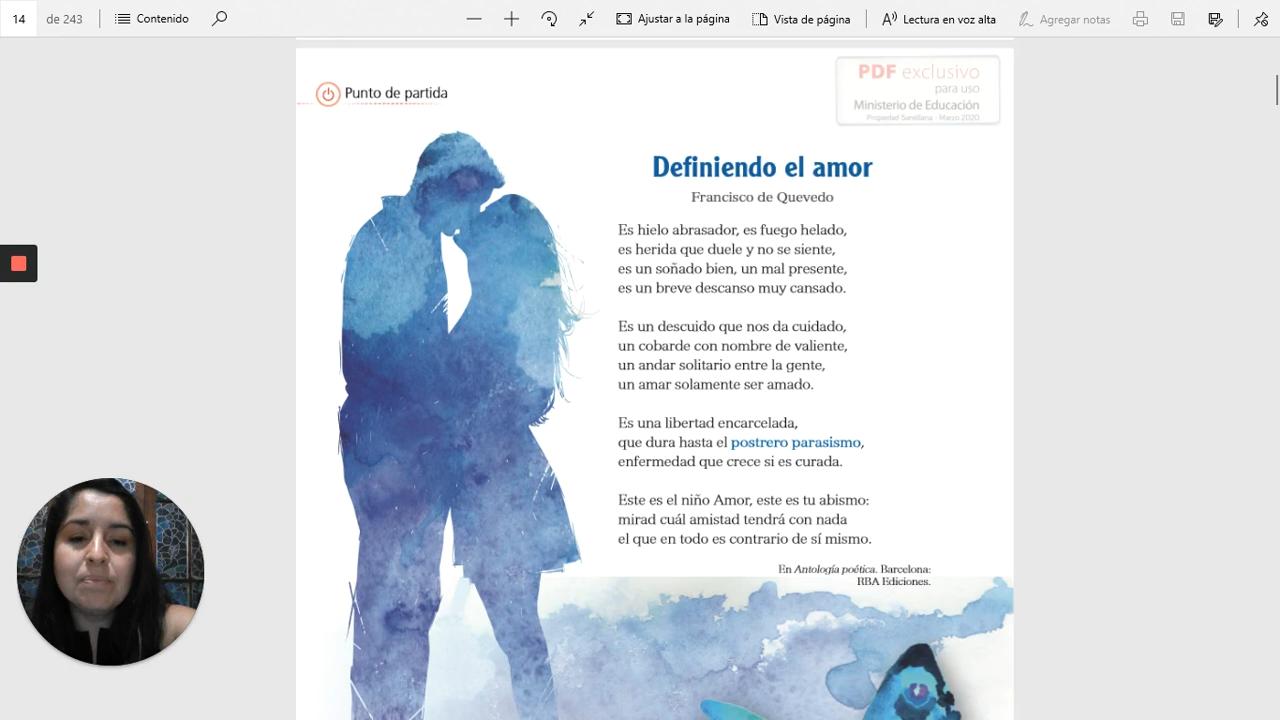 14 de 243 Contenido Ajustar a la página Vista de página Lectura en voz alta Agregar notas
Punto de partida
PDF exclusivo
para uso
Ministerio de Educación
Propiedad Santillana - Marzo 2020
Definiendo el amor
Francisco de Quevedo
Es hielo abrasador, es fuego helado,
es herida que duele y no se siente,
es un soñado bien, un mal presente,
es un breve descanso muy cansado.
Es un descuido que nos da cuidado,
un cobarde con nombre de valiente,
un andar solitario entre la gente,
un amar solamente ser amado.
Es una libertad encarcelada,
que dura hasta el postrero parasismo,
enfermedad que crece si es curada.
Este es el niño Amor, este es tu abismo:
mirad cuál amistad tendrá con nada
el que en todo es contrario de sí mismo.
En Antología poética. Barcelona:
RBA Ediciones.